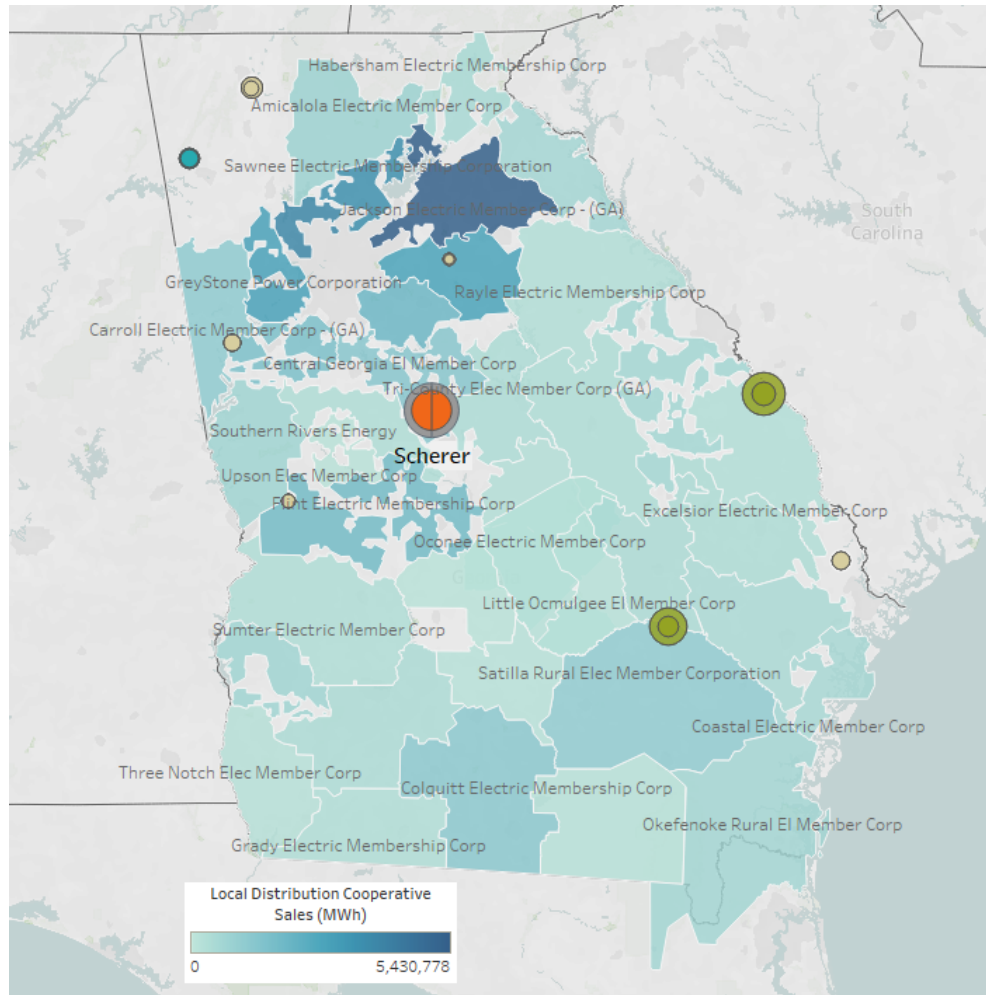 Habersham Electric Membership Corp
Amicalola Electric Member Corp
Sawnee Electric Membership Corporation
Jackson Electric Member Corp - (GA)
South
Carolina
GreyStone Power Corporation
Rayle Electric Membership Corp
Carroll Electric Member Corp - (GA)
Central Georgia El Member Corp
Tri-County Elec Member Corp (GA)
Southern Rivers Energy
Scherer
Upson Elec Member Corp
Flint Electric Membership Corp
Excelsior Electric Member Corp
Oconee Electric Member Corp
Little Ocmulgee El Member Corp
Sumter Electric Member Corp
Satilla Rural Elec Member Corporation
Coastal Electric Member Corp
Three Notch Elec Member Corp
Colquitt Electric Membership Corp
Okefenoke Rural El Member Corp
Grady Electric Membership Corp
Local Distribution Cooperative
Sales (MWh)
0 5,430,778